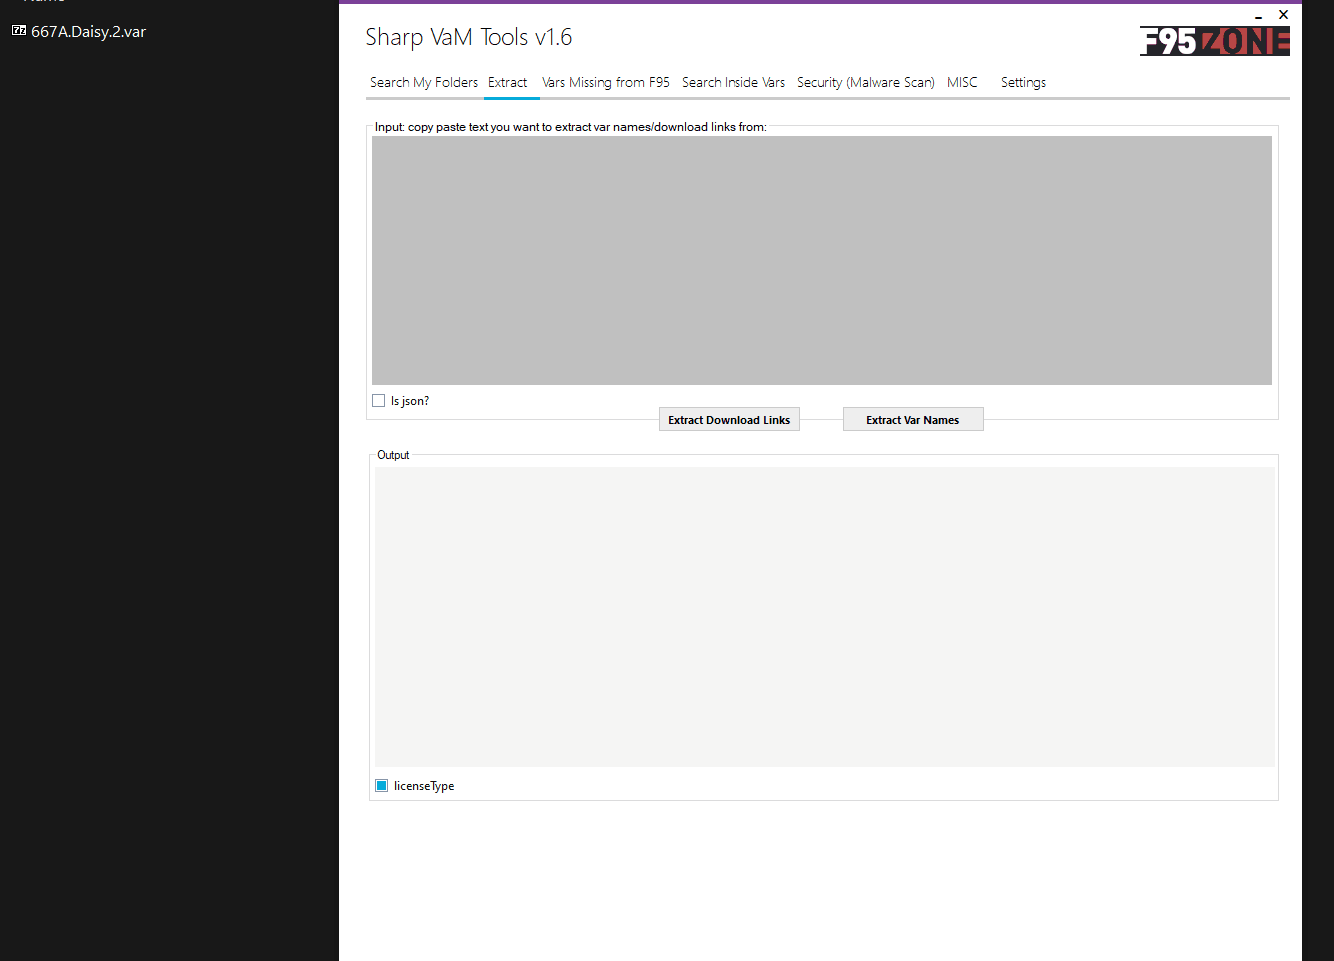 667A.Daisy.2.var
Sharp VaM Tools v1.6
F95 ZONE
Search My Folders Extract Vars Missing from F95 Search Inside Vars Security (Malware Scan) MISC Settings
Input: copy paste text you want to extract var names/download links from:
Is json?
Extract Download Links Extract Var Names
Output
licenseType